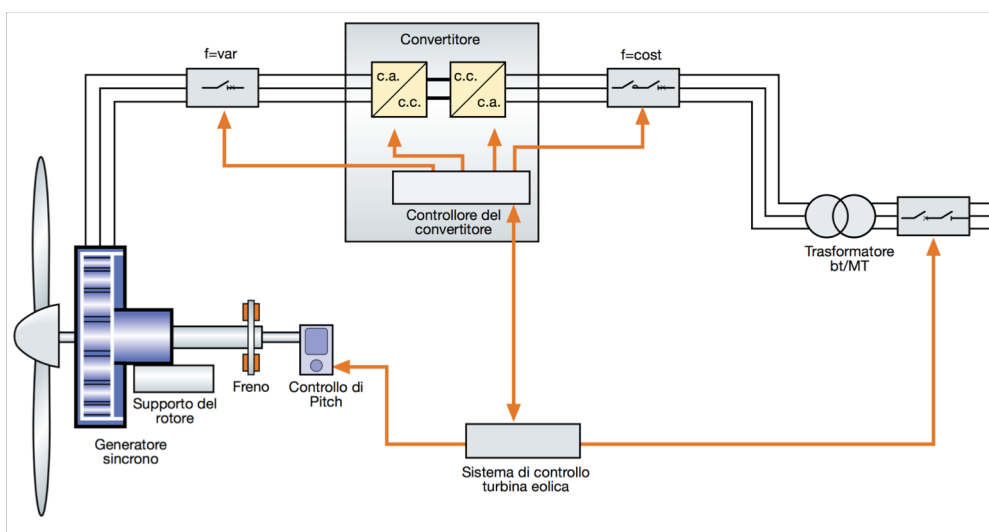 Convertitore
f=var
f=cost
c.a.
c.c.
c.c.
c.a.
Controllore del
convertitore
Trasformatore
bt/MT
Freno
Controllo di
Pitch
Supporto del
rotore
Generatore
sincrono
Sistema di controllo
turbina eolica